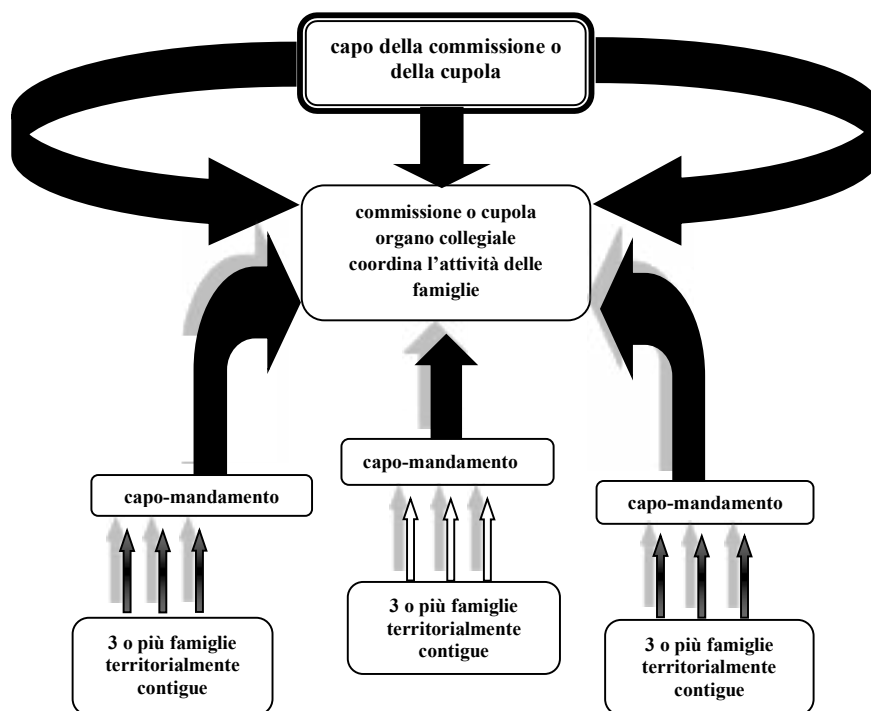 capo della commissione o
della cupola
commissione o cupola
organo collegiale
coordina l'attività delle
famiglie
capo-mandamento
capo-mandamento
capo-mandamento
3 o più famiglie
territorialmente
contigue
3 o più famiglie
territorialmente
contigue
3 o più famiglie
territorialmente
contigue